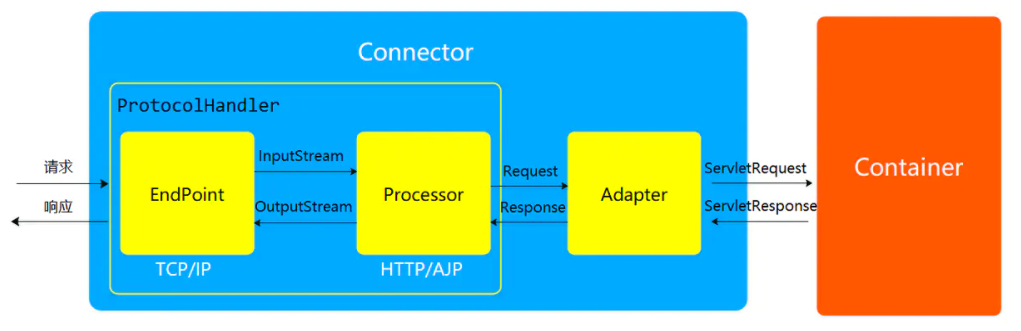 Connector
ProtocolHandler
请求
响应
EndPoint
TCP/IP
InputStream
OutputStream
Processor
HTTP/AJP
Request
Response
Adapter
ServletRequest
ServletResponse
Container